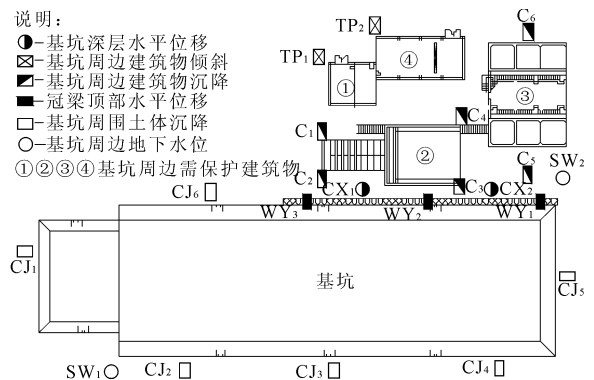 说明：
基坑深层水平位移
基坑周边建筑物倾斜
基坑周边建筑物沉降
冠梁顶部水平位移
基坑周围土体沉降
基坑周边地下水位
①②③④基坑周边需保护建筑物
C6
TP2
TP1
④
①
③
C4
C1
②
C5
SW2
C2
CJ6
CX1
C3
CX2
WY3
WY2
WY1
CJ1
基坑
CJ5
SW1
CJ2
CJ3
CJ4